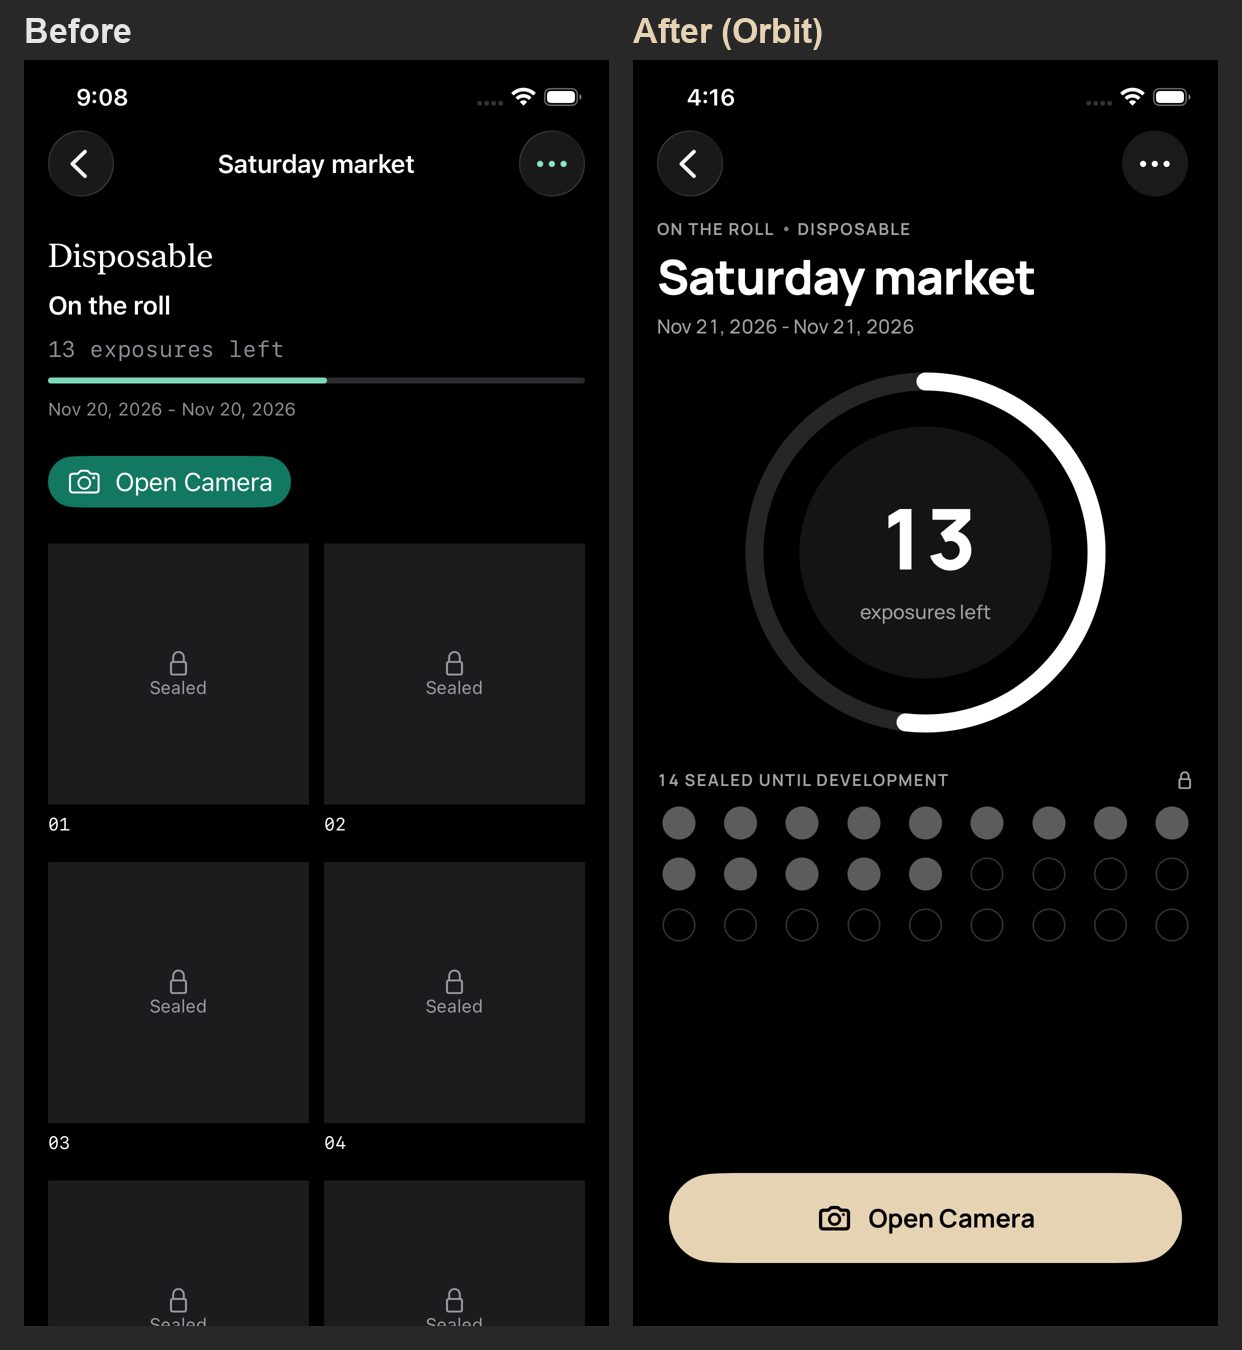 Before
9:08
Saturday market
Disposable
On the roll
13 exposures left
Nov 20, 2026 - Nov 20, 2026
Open Camera
Sealed
Sealed
01
02
Sealed
Sealed
03
04
Sealed
Sealed
After (Orbit)
4:16
ON THE ROLL • DISPOSABLE
Saturday market
Nov 21, 2026 - Nov 21, 2026
13
exposures left
14 SEALED UNTIL DEVELOPMENT
Open Camera